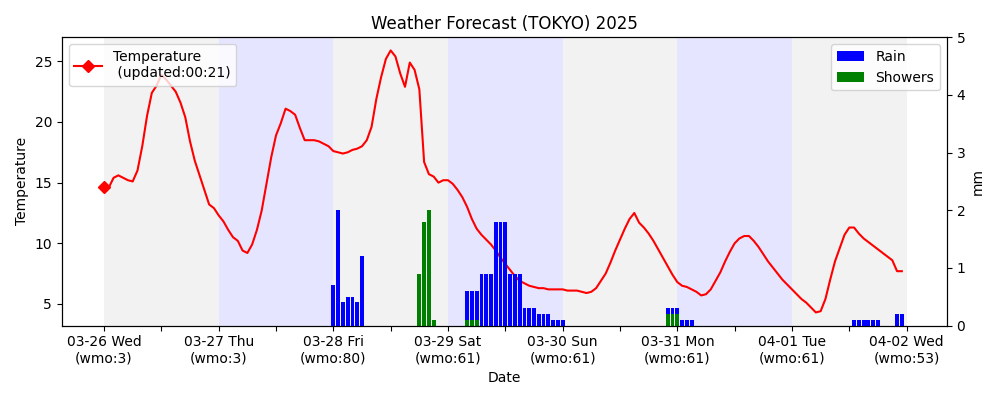 Weather Forecast (TOKYO) 2025
Temperature
(updated:00:21)
Rain
Showers
Temperature
25
20
15
10
5
5
4
3
2
1
0
mm
03-26 Wed
(wmo:3)
03-27 Thu
(wmo:3)
03-28 Fri
(wmo:80)
03-29 Sat
(wmo:61)
03-30 Sun
(wmo:61)
03-31 Mon
(wmo:61)
04-01 Tue
(wmo:61)
04-02 Wed
(wmo:53)
Date